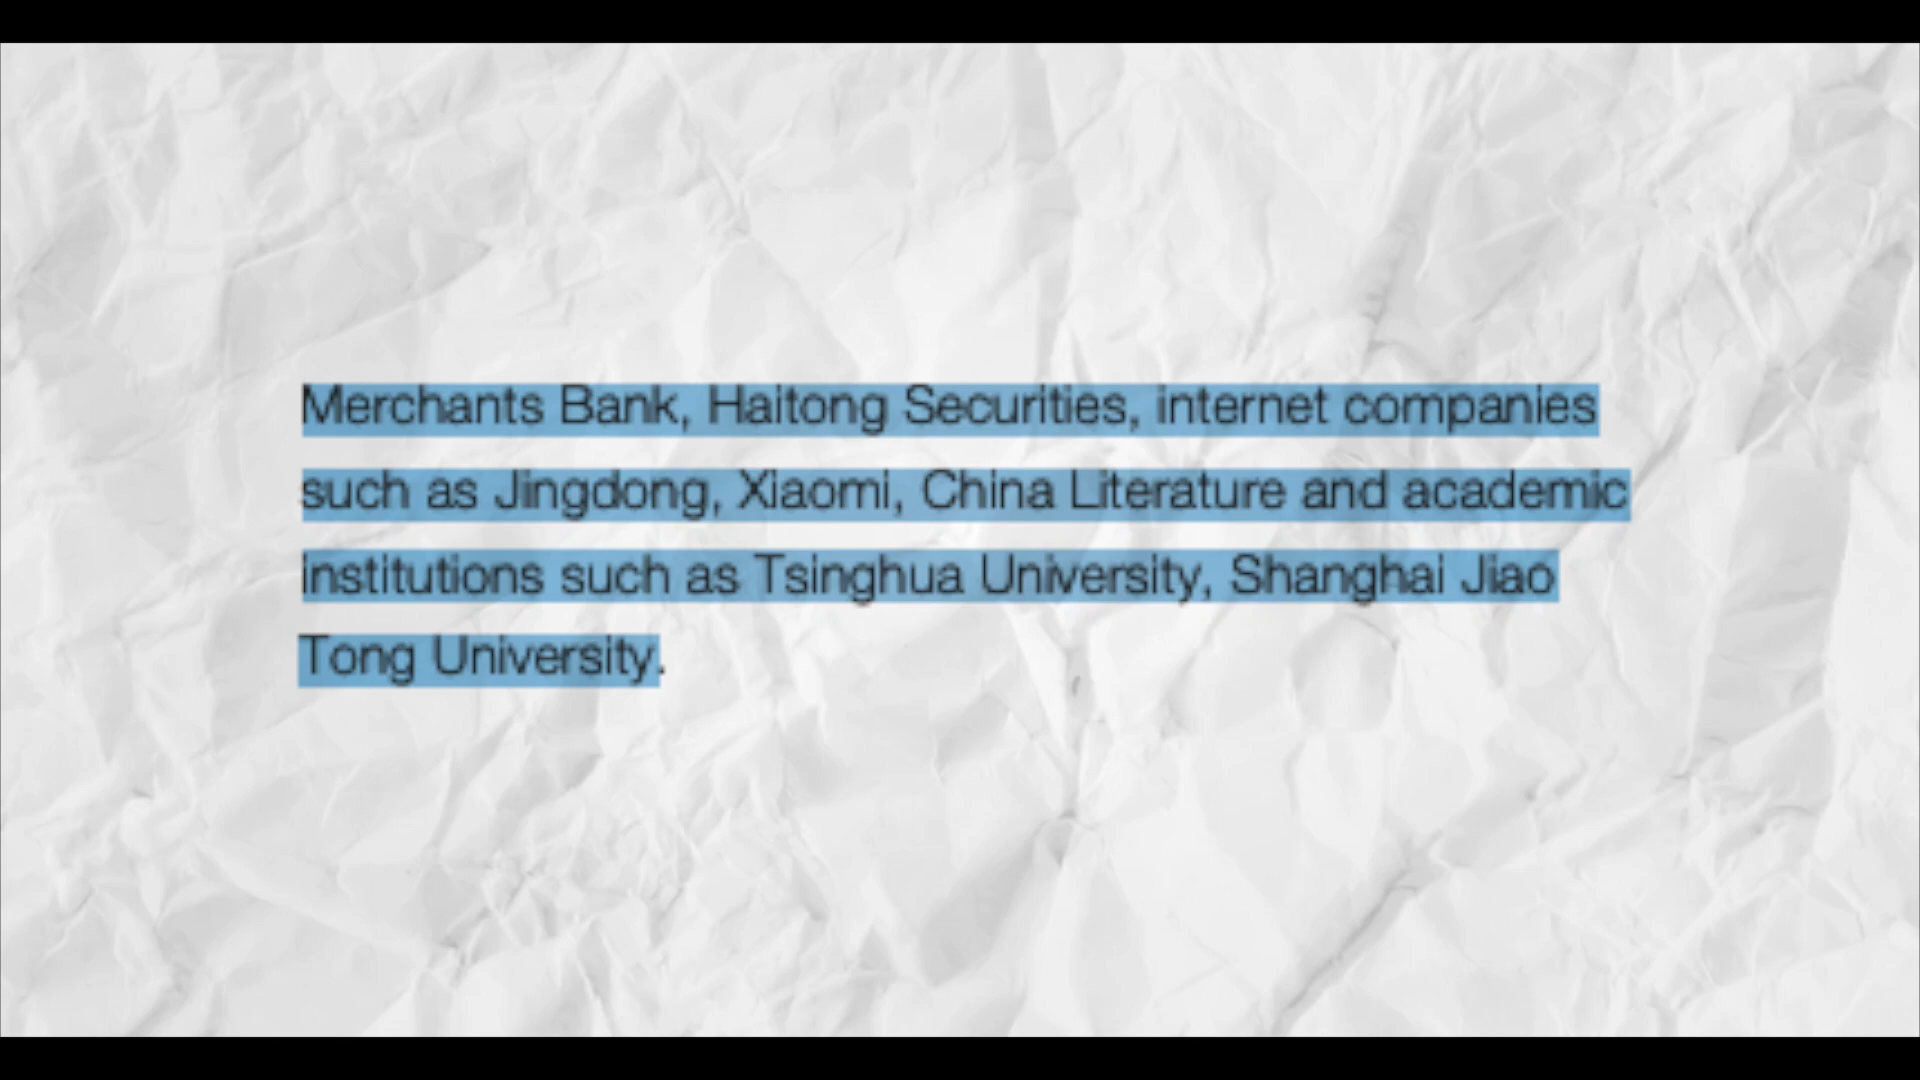 Merchants Bank, Haitong Securities, internet companies
such as Jingdong, Xiaomi, China Literature and academic
institutions such as Tsinghua University, Shanghai Jiao
Tong University.